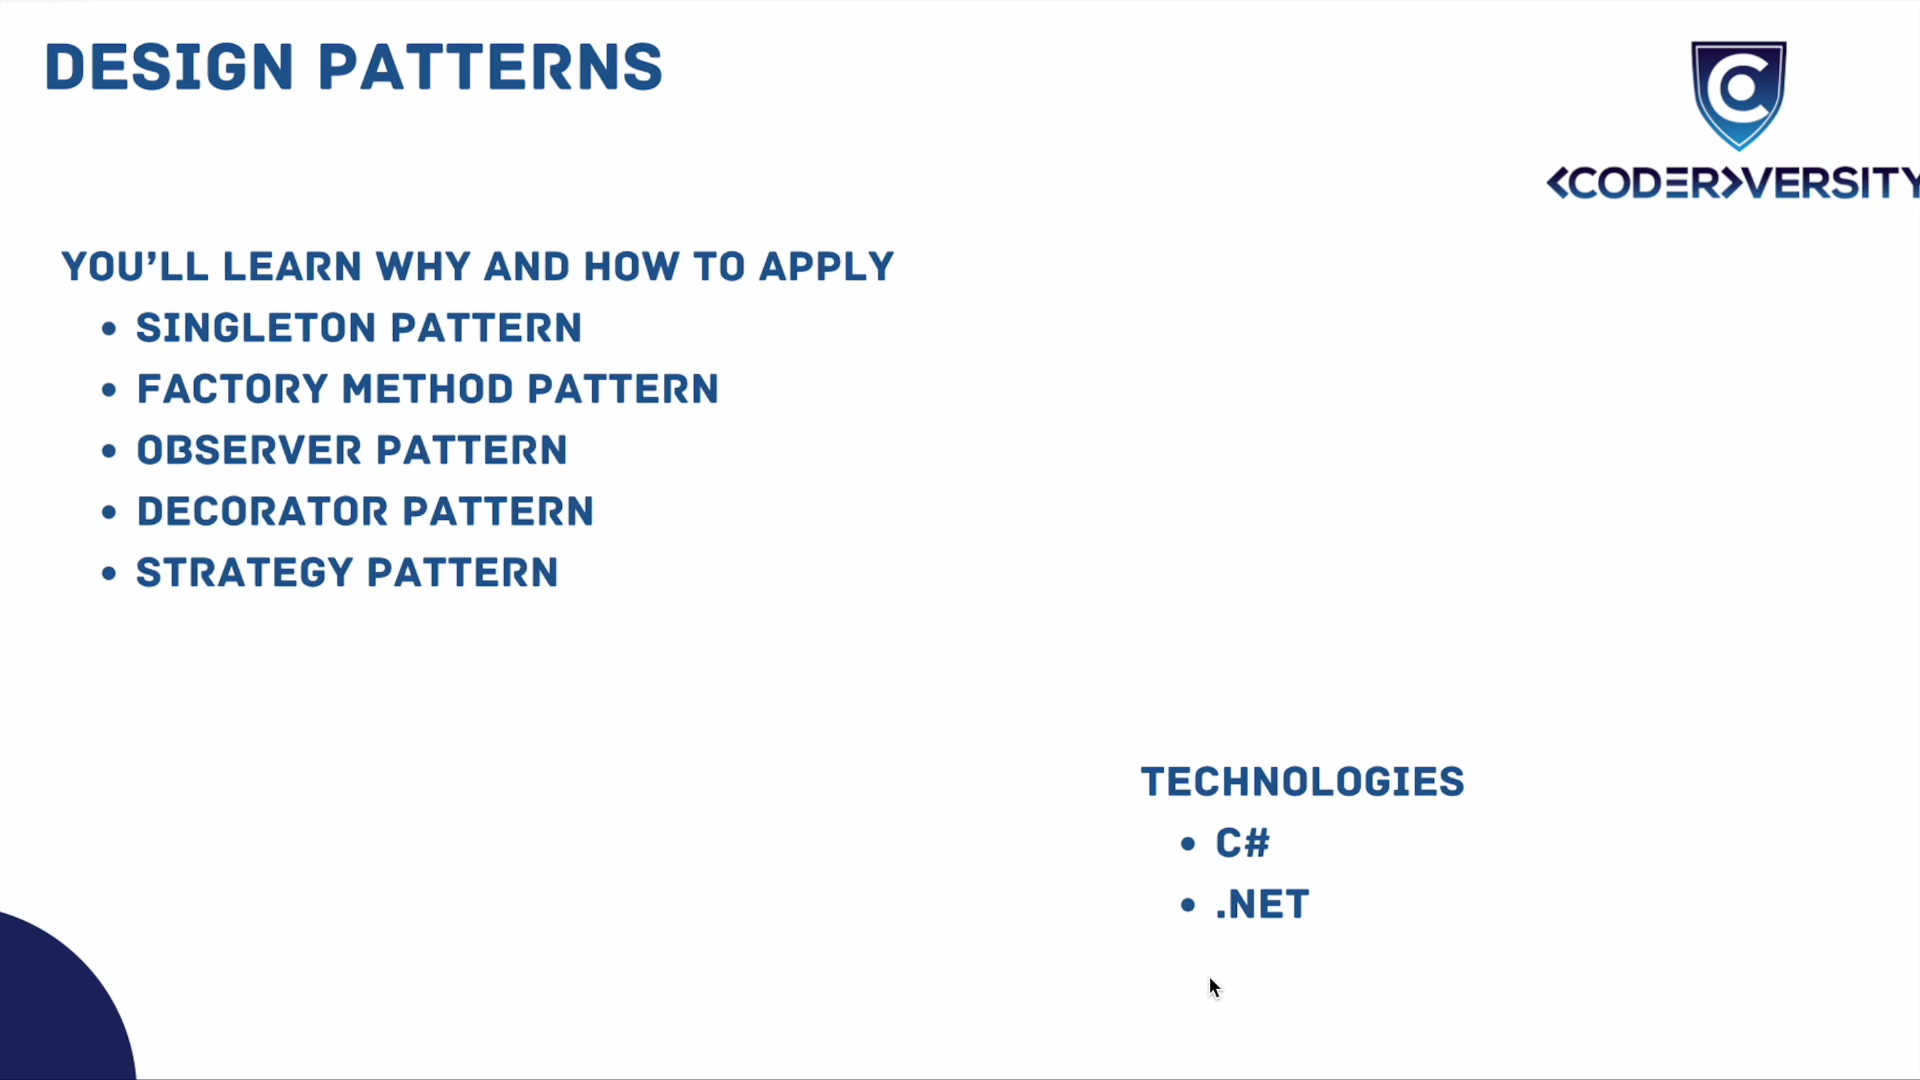 DESIGN PATTERNS
<CODER>VERSITY
YOU'LL LEARN WHY AND HOW TO APPLY
• SINGLETON PATTERN
• FACTORY METHOD PATTERN
• OBSERVER PATTERN
• DECORATOR PATTERN
• STRATEGY PATTERN
TECHNOLOGIES
• C#
• .NET